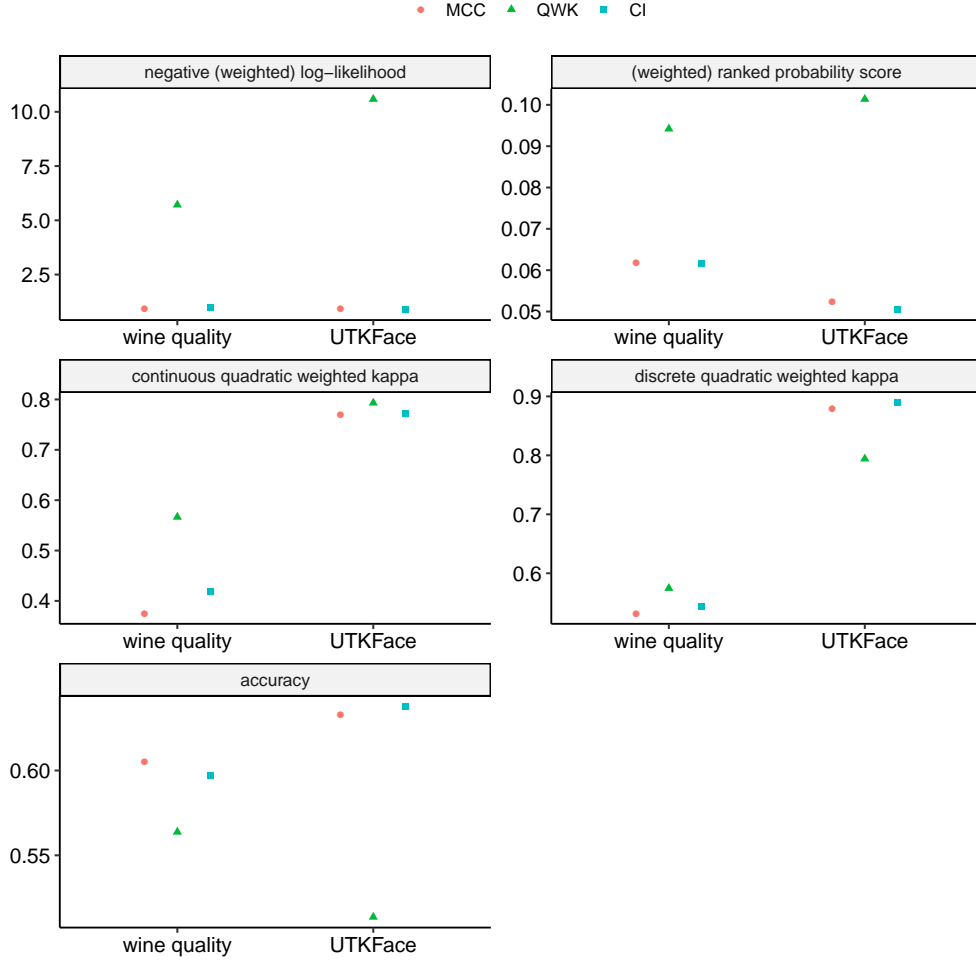 MCC QWK CI
negative (weighted) log−likelihood
10.0
7.5
5.0
2.5
wine quality UTKFace
(weighted) ranked probability score
0.10
0.09
0.08
0.07
0.06
0.05
wine quality UTKFace
continuous quadratic weighted kappa
0.8
0.7
0.6
0.5
0.4
wine quality UTKFace
discrete quadratic weighted kappa
0.9
0.8
0.7
0.6
wine quality UTKFace
accuracy
0.60
0.55
wine quality UTKFace